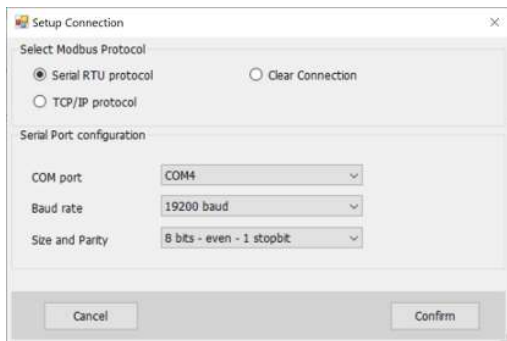 Setup Connection
Select Modbus Protocol
Serial RTU protocol
Clear Connection
TCP/IP protocol
Serial Port configuration
COM port
COM4
Baud rate
19200 baud
Size and Parity
8 bits - even - 1 stopbit
Cancel
Confirm